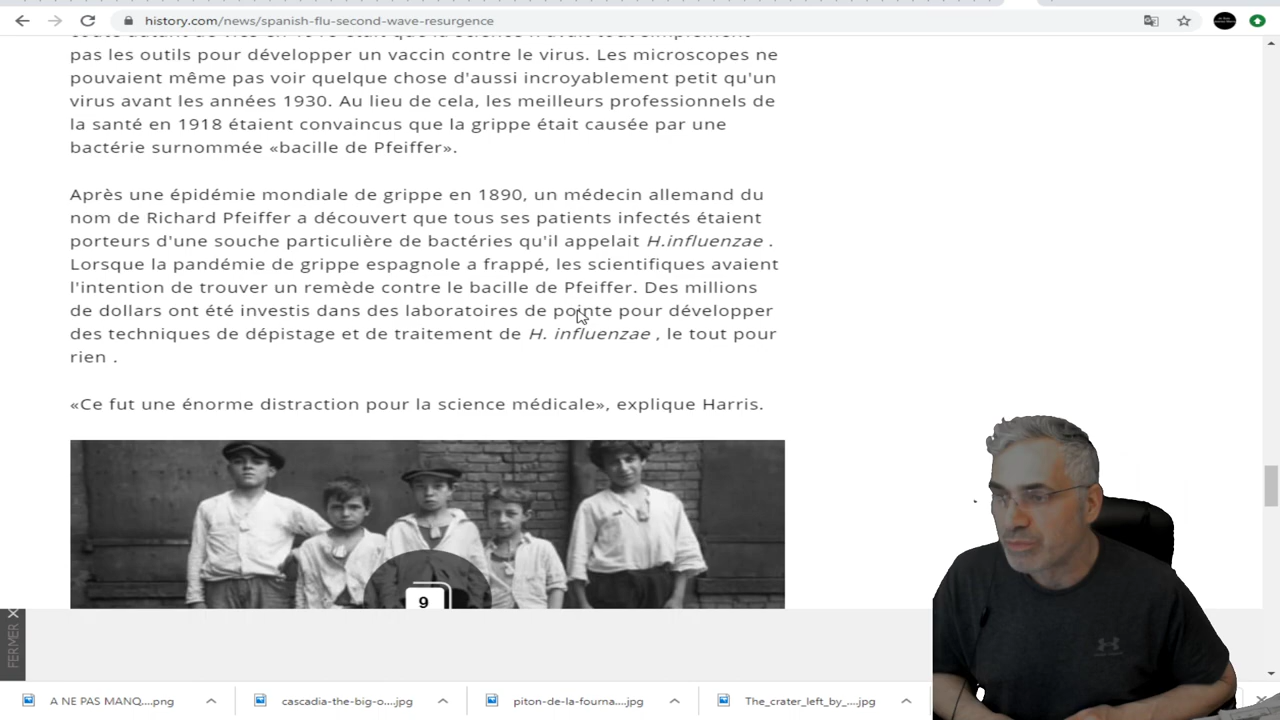 history.com/news/spanish-flu-second-wave-resurgence
pas les outils pour développer un vaccin contre le virus. Les microscopes ne
pouvaient même pas voir quelque chose d'aussi incroyablement petit qu'un
virus avant les années 1930. Au lieu de cela, les meilleurs professionnels de
la santé en 1918 étaient convaincus que la grippe était causée par une
bactérie surnommée «bacille de Pfeiffer».
Après une épidémie mondiale de grippe en 1890, un médecin allemand du
nom de Richard Pfeiffer a découvert que tous ses patients infectés étaient
porteurs d'une souche particulière de bactéries qu'il appelait H.influenzae .
Lorsque la pandémie de grippe espagnole a frappé, les scientifiques avaient
l'intention de trouver un remède contre le bacille de Pfeiffer. Des millions
de dollars ont été investis dans des laboratoires de pointe pour développer
des techniques de dépistage et de traitement de H. influenzae , le tout pour
rien .
«Ce fut une énorme distraction pour la science médicale», explique Harris.
9
FERMER X
A NE PAS MANQ....png
cascadia-the-big-o....jpg
piton-de-la-fourna....jpg
The_crater_left_by_....jpg